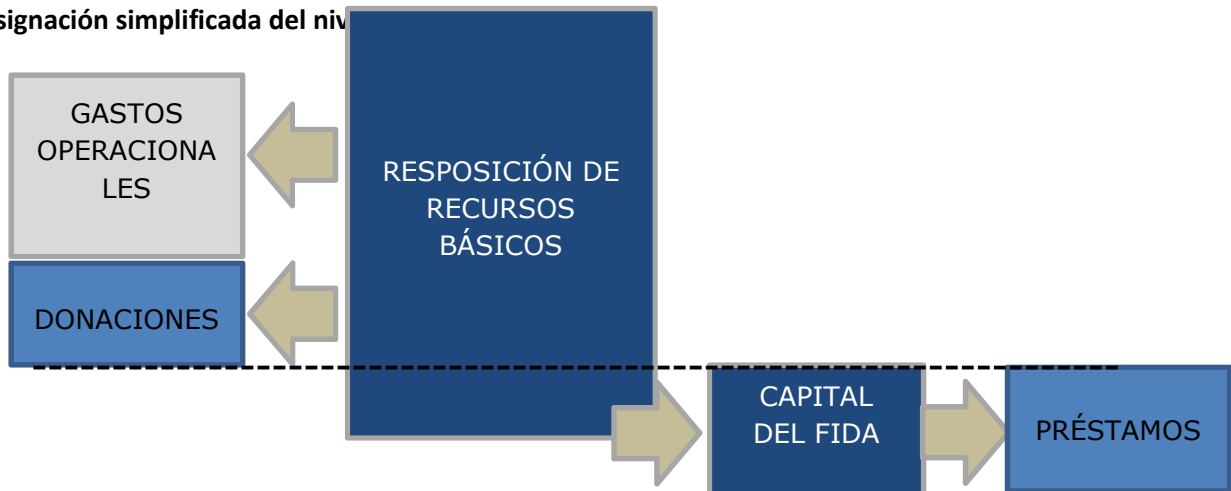 signación simplificada del niv
GASTOS
OPERACIONA
LES
RESPOSICIÓN DE
RECURSOS
BÁSICOS
DONACIONES
CAPITAL
DEL FIDA
PRÉSTAMOS